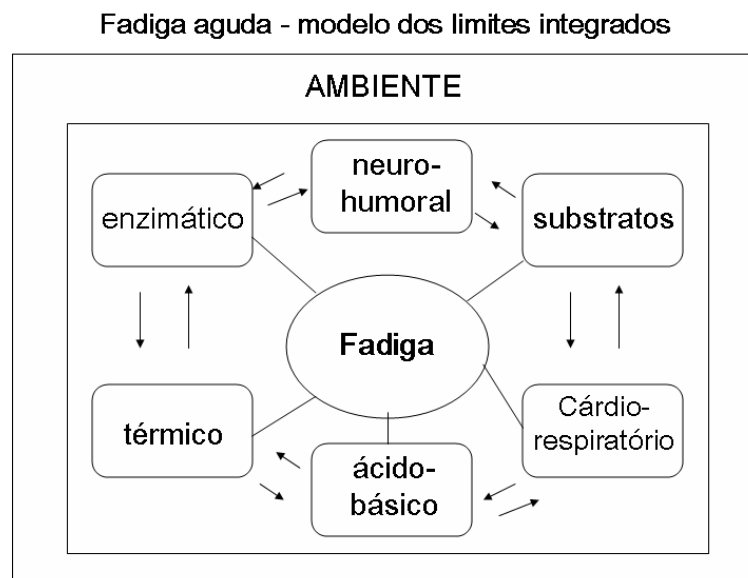 Fadiga aguda - modelo dos limites integrados
AMBIENTE
neuro-
humoral
enzimático
substratos
Fadiga
térmico
Cárdio-
respiratório
ácido-
básico